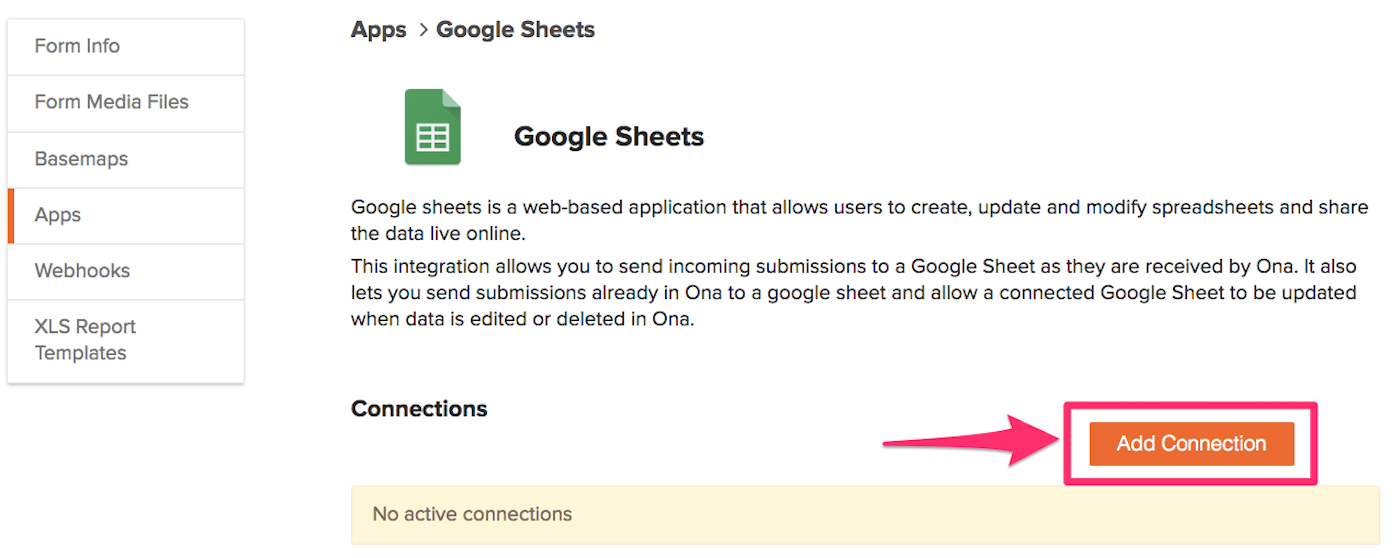 Form Info
Form Media Files
Basemaps
Apps
Webhooks
XLS Report
Templates
Apps > Google Sheets
Google Sheets
Google sheets is a web-based application that allows users to create, update and modify spreadsheets and share
the data live online.
This integration allows you to send incoming submissions to a Google Sheet as they are received by Ona. It also
lets you send submissions already in Ona to a google sheet and allow a connected Google Sheet to be updated
when data is edited or deleted in Ona.
Connections
Add Connection
No active connections